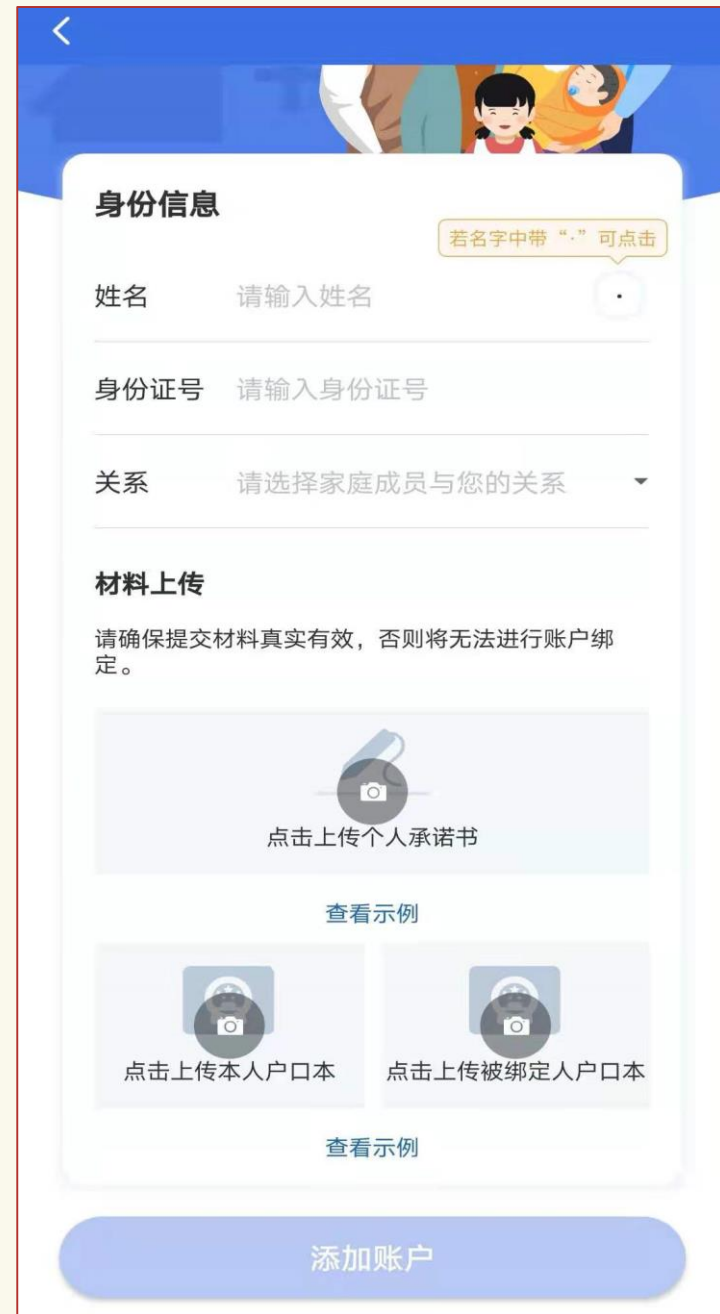 身份信息
若名字中带“·”可点击
姓名 请输入姓名 ·
身份证号 请输入身份证号
关系 请选择家庭成员与您的关系
材料上传
请确保提交材料真实有效，否则将无法进行账户绑
定。
点击上传个人承诺书
查看示例
点击上传本人户口本 点击上传被绑定人户口本
查看示例
添加账户